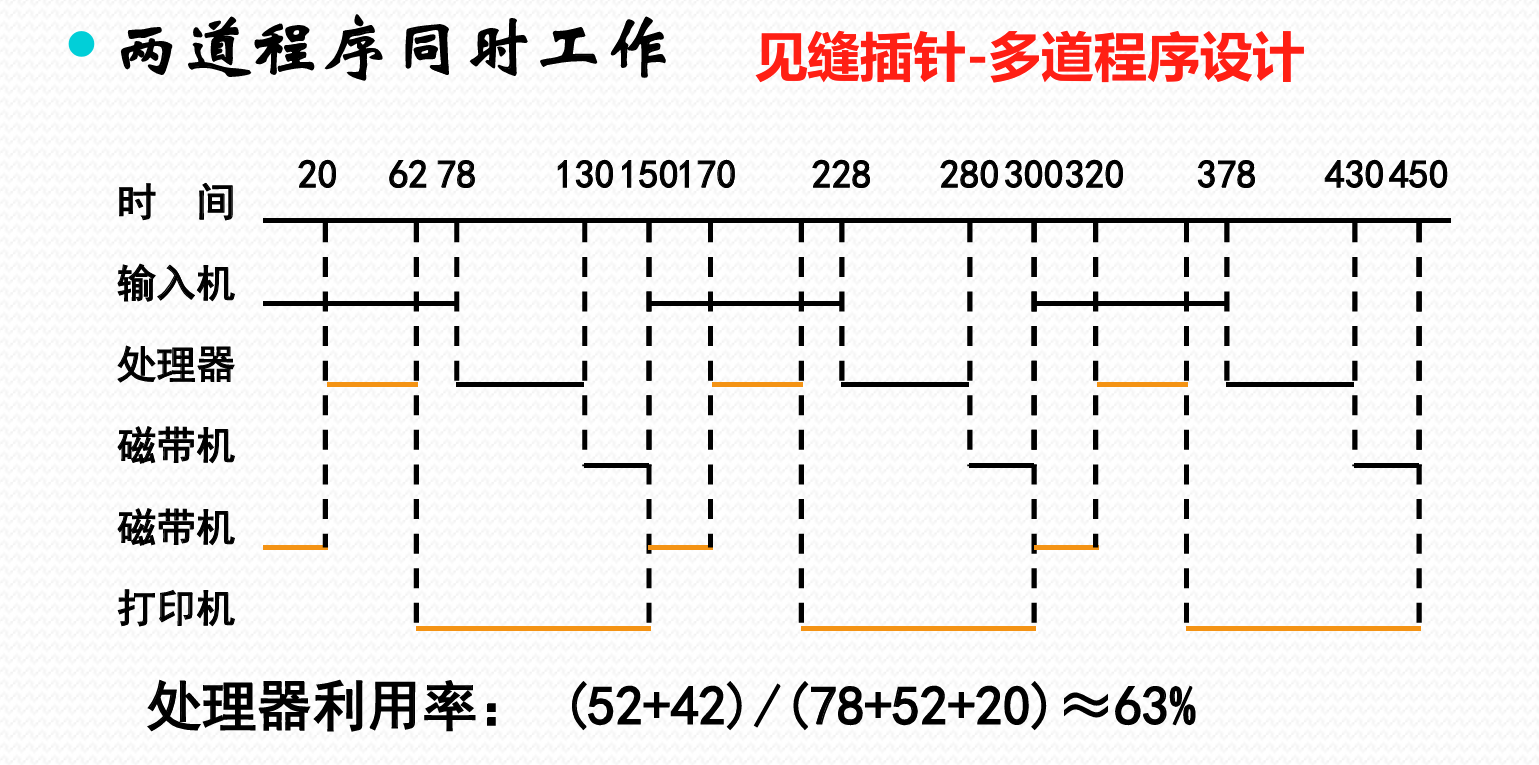 两道程序同时工作 见缝插针-多道程序设计
20 62 78 130 150 170 228 280 300 320 378 430 450
时 间
输入机
处理器
磁带机
磁带机
打印机
处理器利用率: (52+42)/(78+52+20)≈63%